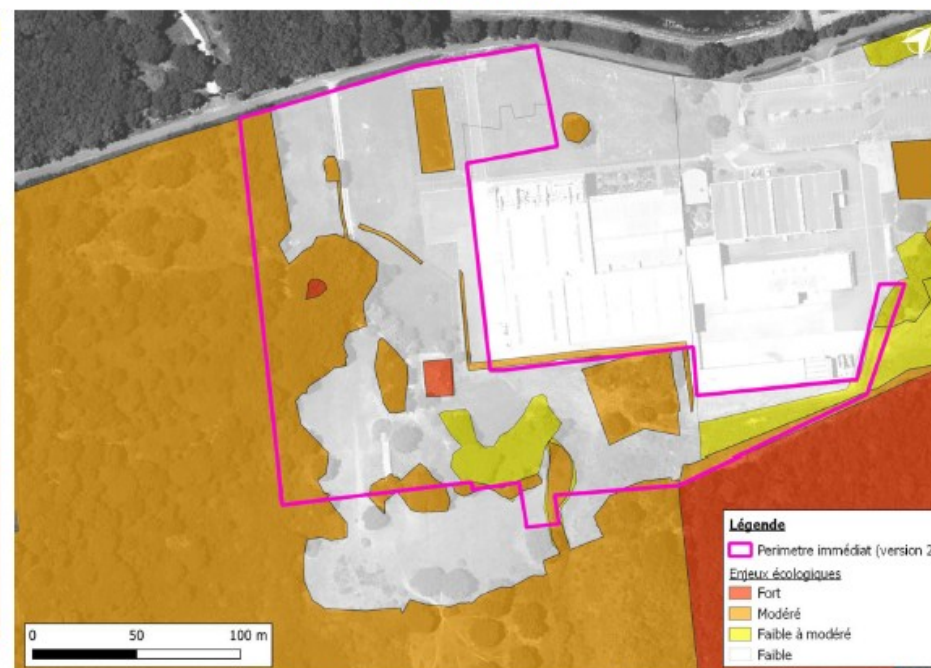 Légende
Perimetre immédiat (version 2
Enjeux écologiques
Fort
Modéré
Faible à modéré
Faible
0 50 100 m